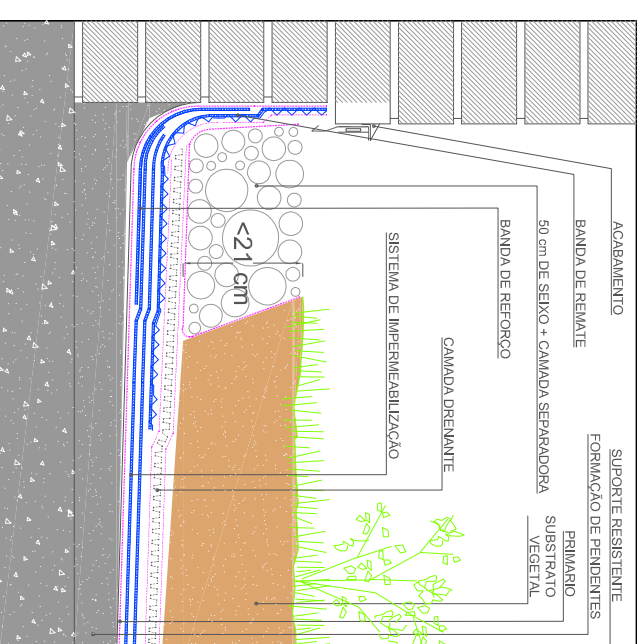 ACABAMENTO
BANDA DE REMATE
50 cm DE SEIXO + CAMADA SEPARADORA
BANDA DE REFORÇO
CAMADA DRENANTE
SISTEMA DE IMPERMEABILIZAÇÃO
<21 cm
SUPORTE RESISTENTE
FORMAÇÃO DE PENDENTES
PRIMARIO
SUBSTRATO
VEGETAL